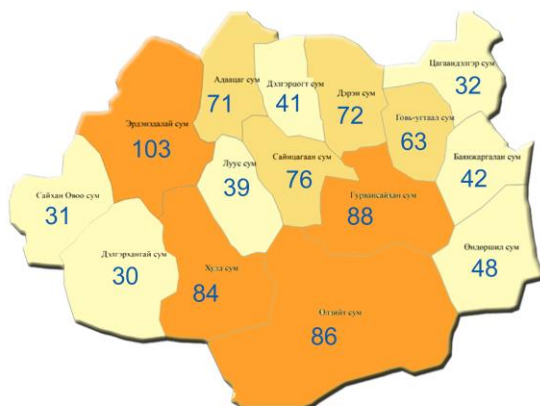 Цагаандэлгэр сум
32
Адаацаг сум
71
Дэлгэрцогт сум
41
Дэрэн сум
72
Говь-угтаал сум
63
Эрдэнэдалай сум
103
Луус сум
39
Сайнцагаан сум
76
Баянжаргалан сум
42
Сайхан Овоо сум
31
Гурвансайхан сум
88
Дэлгэрхангай сум
30
Хулд сум
84
Өндөршил сум
48
Өлзийт сум
86